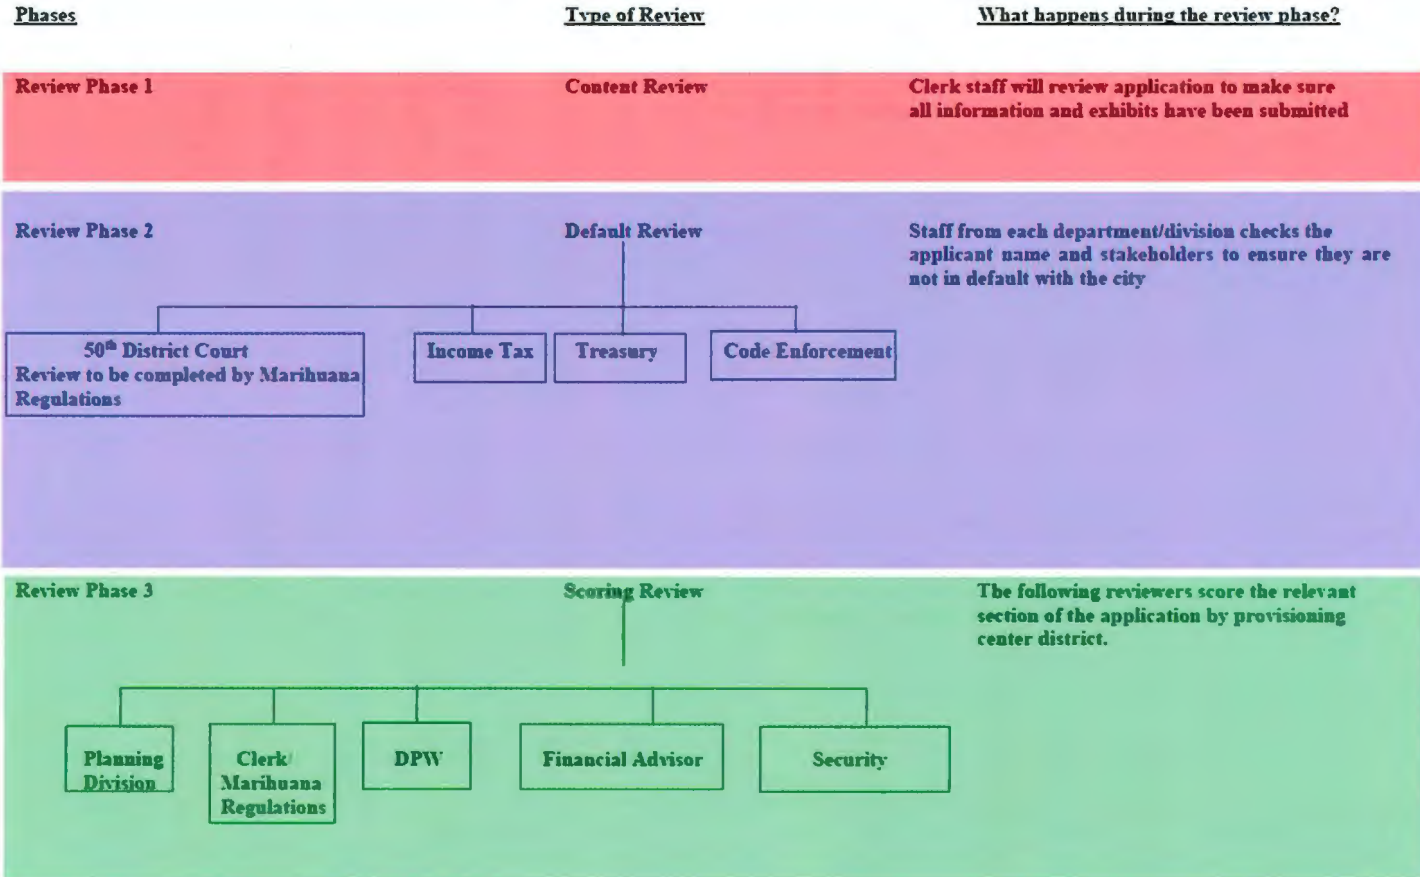 Phases
Type of Review
What happens during the review phase?
Review Phase 1
Content Review
Clerk staff will review application to make sure
all information and exhibits have been submitted
Review Phase 2
Default Review
Staff from each department/division checks the
applicant name and stakeholders to ensure they are
not in default with the city
50th District Court
Review to be completed by Marihuana
Regulations
Income Tax
Treasury
Code Enforcement
Review Phase 3
Scoring Review
The following reviewers score the relevant
section of the application by provisioning
center district.
Planning
Division
Clerk/
Marihuana
Regulations
DPW
Financial Advisor
Security